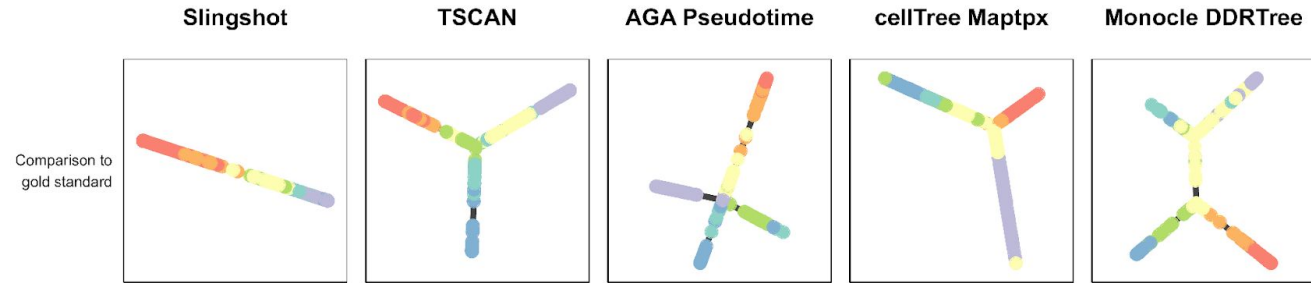 Slingshot
TSCAN
AGA Pseudotime
cellTree Maptpx
Monocle DDRTree
Comparison to
gold standard